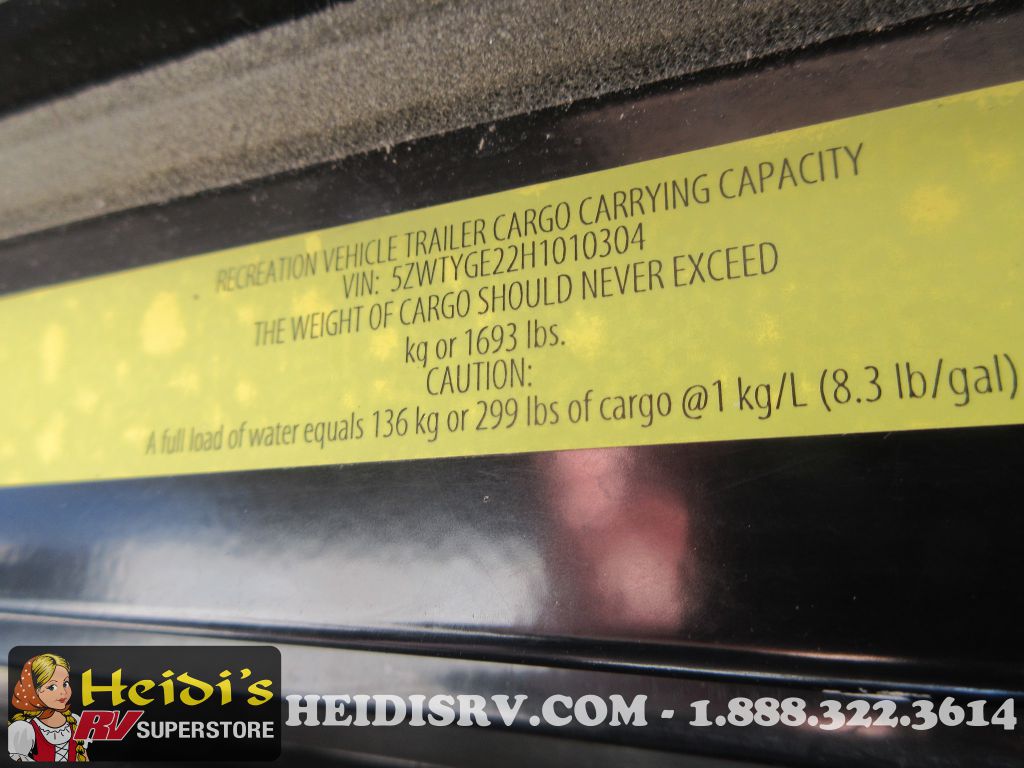 RECREATION VEHICLE TRAILER CARGO CARRYING CAPACITY
VIN: 5ZWTYGE22H1010304
THE WEIGHT OF CARGO SHOULD NEVER EXCEED
kg or 1693 lbs.
CAUTION:
A full load of water equals 136 kg or 299 lbs of cargo @1 kg/L (8.3 lb/gal)
Heidi's
RV SUPERSTORE
HEIDISRV.COM - 1.888.322.3614